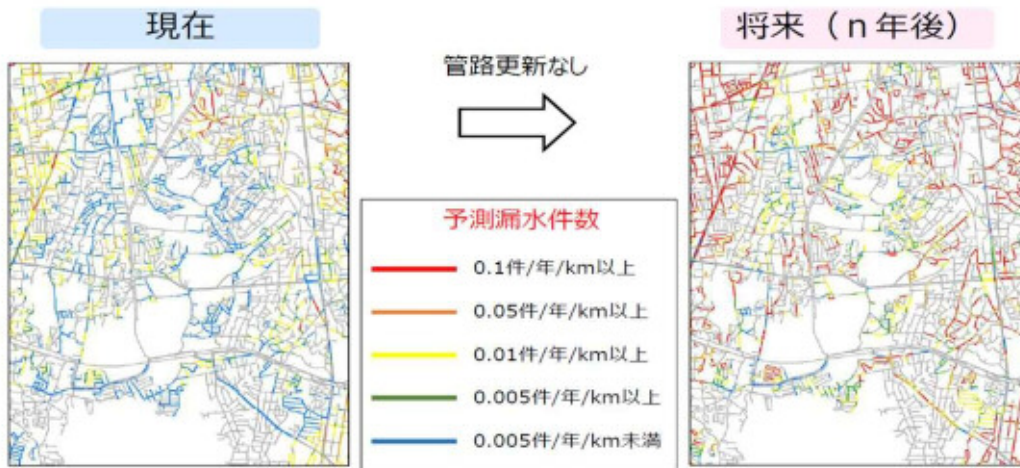 現在
管路更新なし
将来（ｎ年後）
予測漏水件数
0.1件/年/km以上
0.05件/年/km以上
0.01件/年/km以上
0.005件/年/km以上
0.005件/年/km未満